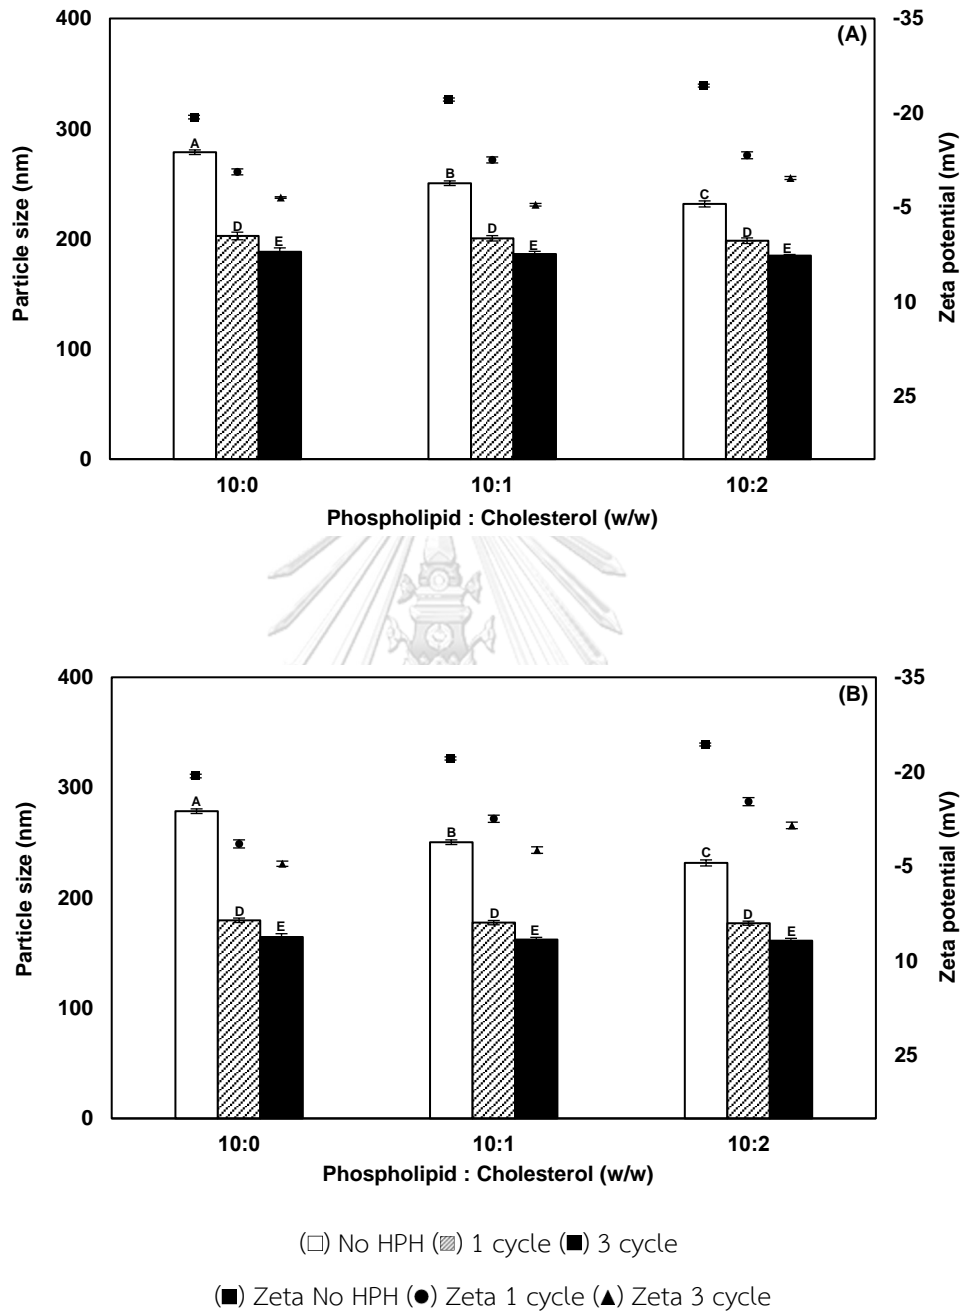 400
300
200
100
0
Particle size (nm)
(A)
-35
-20
-5
10
25
Zeta potential (mV)
A
D
E
B
D
E
C
D
E
10:0
10:1
10:2
Phospholipid : Cholesterol (w/w)
400
300
200
100
0
Particle size (nm)
(B)
-35
-20
-5
10
25
Zeta potential (mV)
A
D
E
B
D
E
C
D
E
10:0
10:1
10:2
Phospholipid : Cholesterol (w/w)
(□) No HPH (▨) 1 cycle (■) 3 cycle
(■) Zeta No HPH (●) Zeta 1 cycle (▲) Zeta 3 cycle